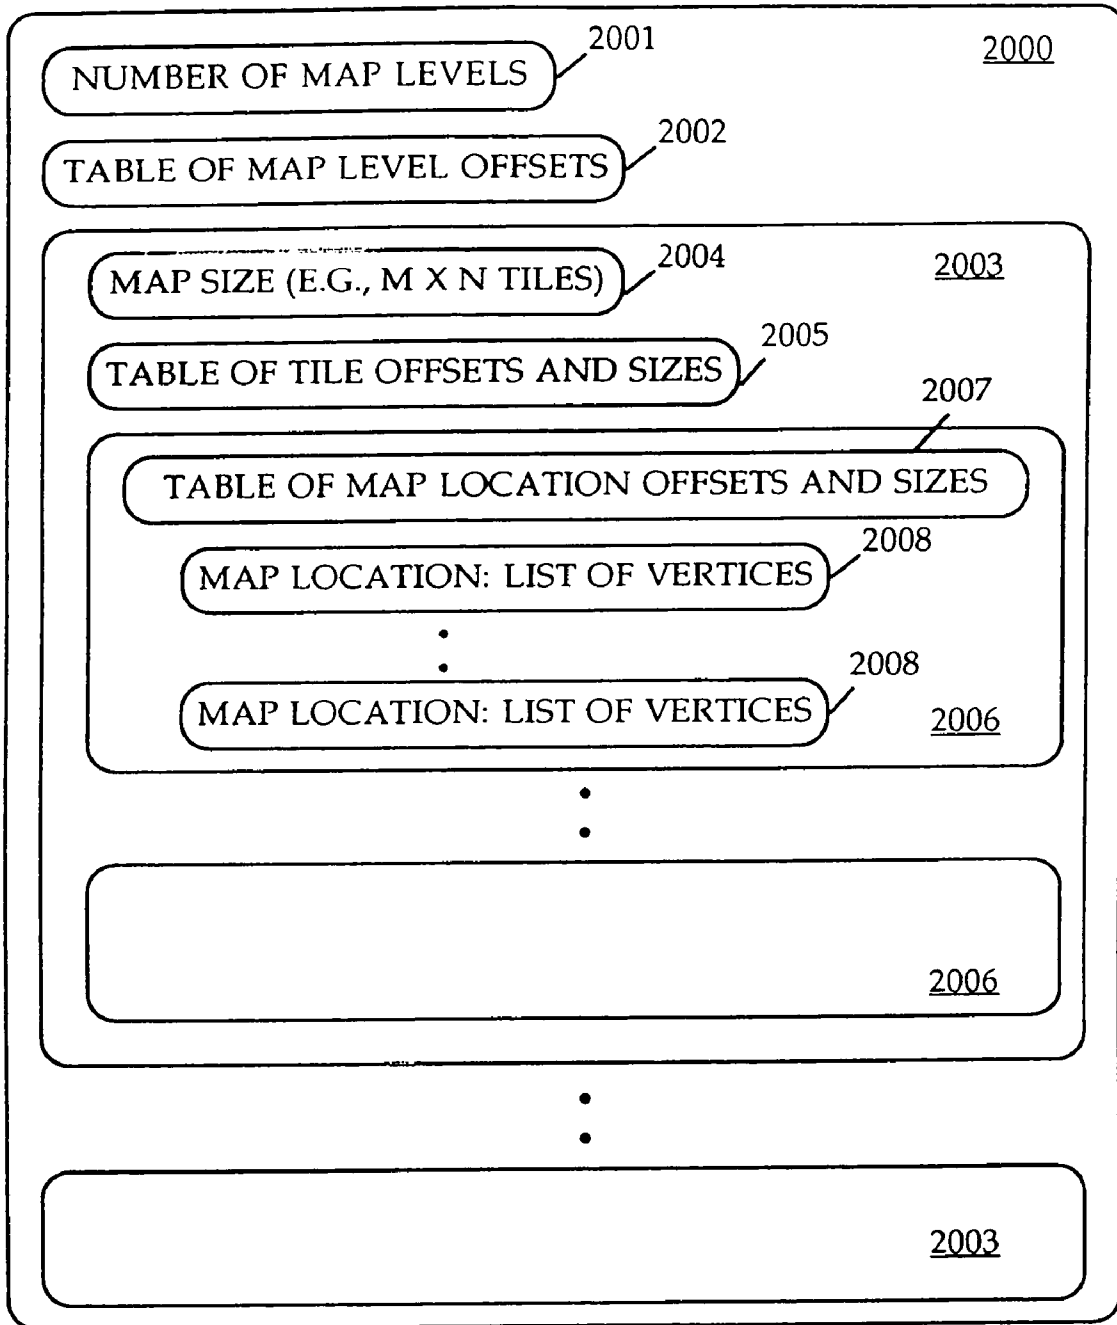 2001
2000
NUMBER OF MAP LEVELS
2002
TABLE OF MAP LEVEL OFFSETS
2004
2003
MAP SIZE (E.G., M X N TILES)
2005
TABLE OF TILE OFFSETS AND SIZES
2007
TABLE OF MAP LOCATION OFFSETS AND SIZES
2008
MAP LOCATION: LIST OF VERTICES
2008
MAP LOCATION: LIST OF VERTICES
2006
2006
2003